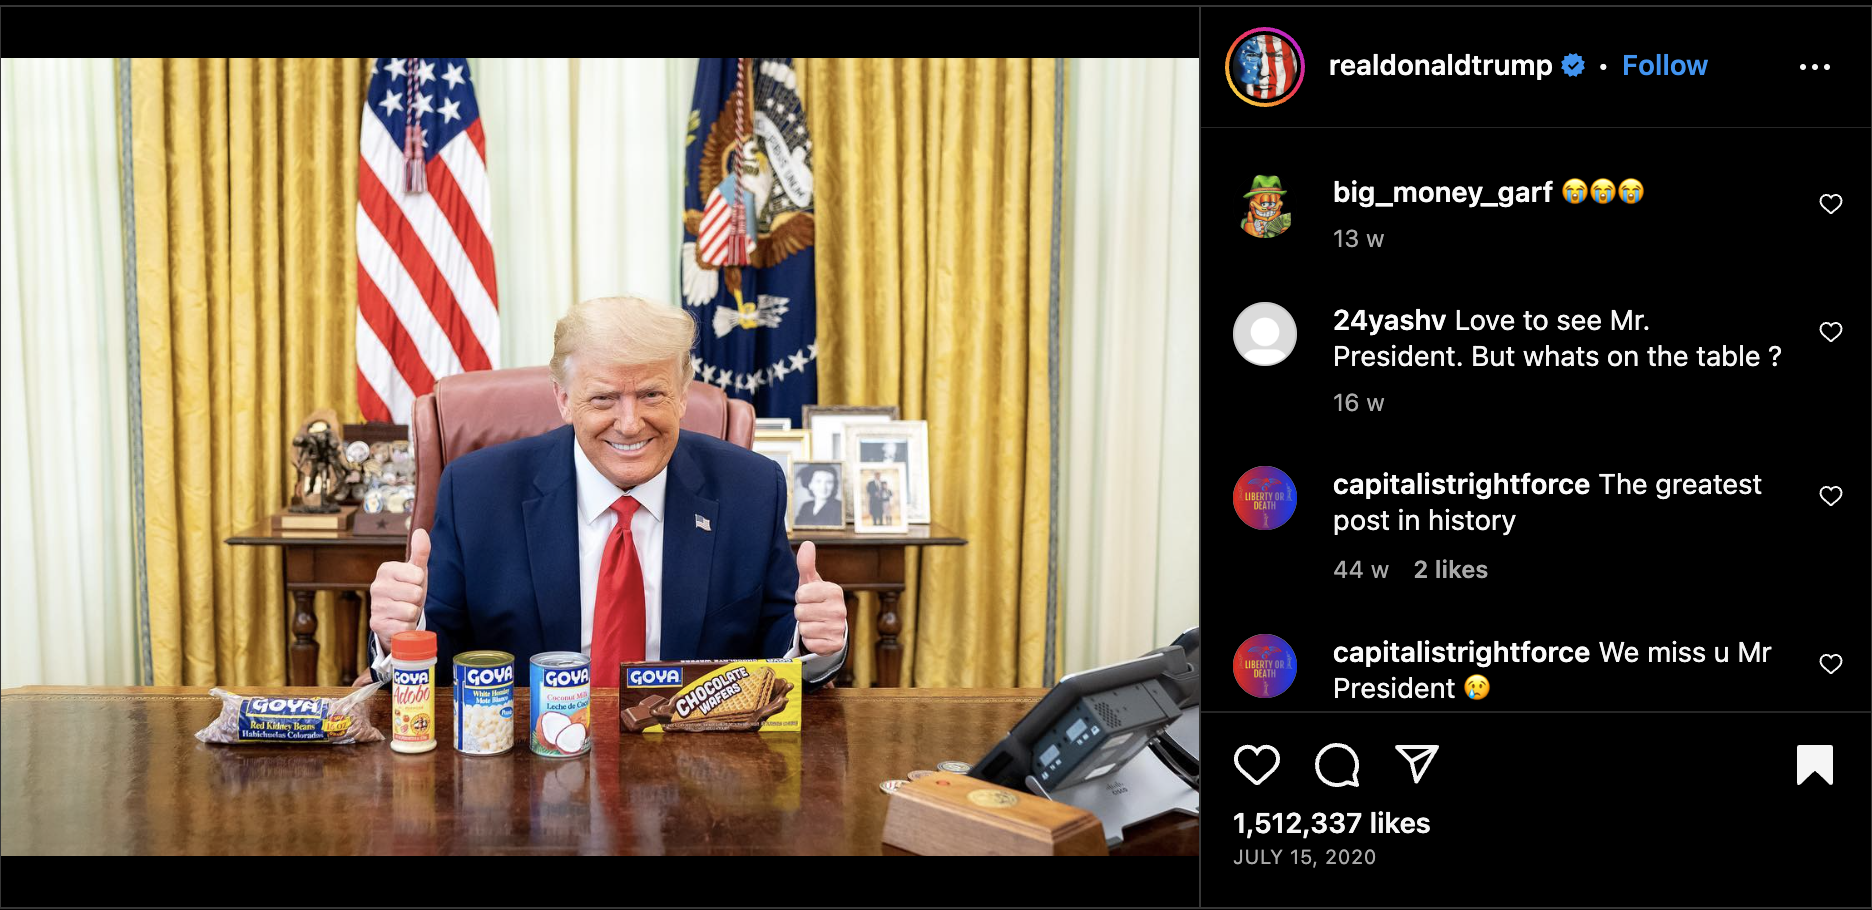 realdonaldtrump • Follow
big_money_garf 😭😭😭
13 w
24yashv Love to see Mr.
President. But whats on the table ?
16 w
LIBERTY OR
DEATH
capitalistrightforce The greatest
post in history
44 w 2 likes
LIBERTY OR
DEATH
capitalistrightforce We miss u Mr
President 😢
1,512,337 likes
JULY 15, 2020
GOYA
Red Kidney Beans
Habichuelas Coloradas
GOYA
Adobo
GOYA
White Hominy
Mote Blanco
GOYA
Coconut Milk
Leche de Coco
GOYA
CHOCOLATE
WAFERS